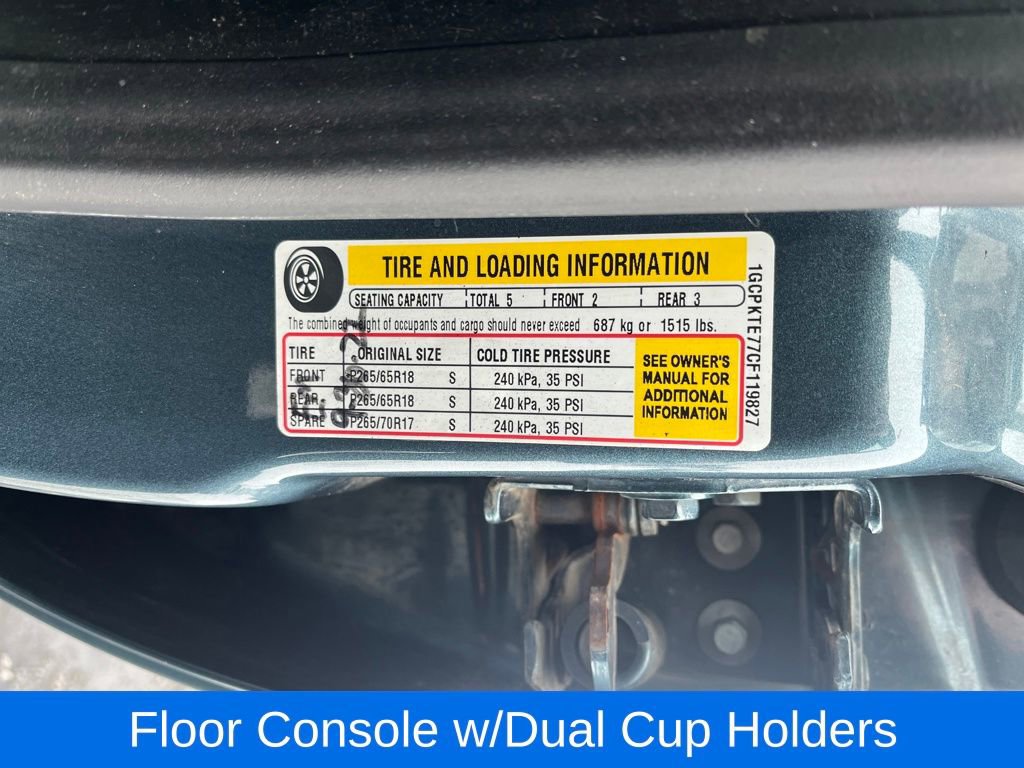 TIRE AND LOADING INFORMATION
SEATING CAPACITY TOTAL 5 FRONT 2 REAR 3
The combined weight of occupants and cargo should never exceed 687 kg or 1515 lbs.
TIRE ORIGINAL SIZE COLD TIRE PRESSURE
FRONT P265/65R18 S 240 kPa, 35 PSI
REAR P265/65R18 S 240 kPa, 35 PSI
SPARE P265/70R17 S 240 kPa, 35 PSI
SEE OWNER'S
MANUAL FOR
ADDITIONAL
INFORMATION
1GCPKTE77CF119827
Floor Console w/Dual Cup Holders